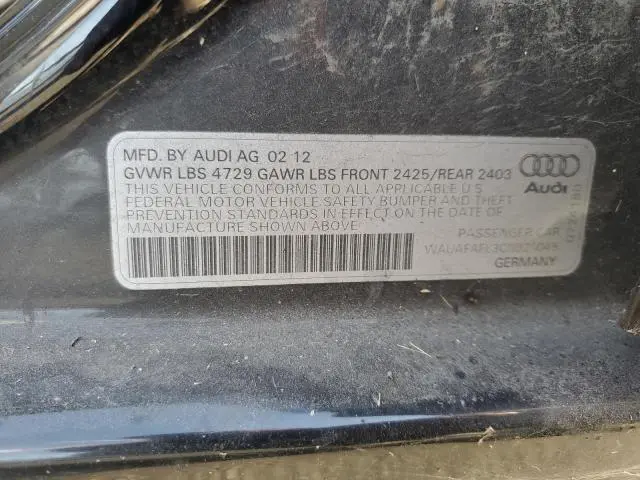 MFD. BY AUDI AG 02 12
GVWR LBS 4729 GAWR LBS FRONT 2425/REAR 2403
THIS VEHICLE CONFORMS TO ALL APPLICABLE U S
FEDERAL MOTOR VEHICLE SAFETY BUMPER AND THEFT
PREVENTION STANDARDS IN EFFECT ON THE DATE OF
MANUFACTURE SHOWN ABOVE
Audi
PASSENGER CAR
GERMANY